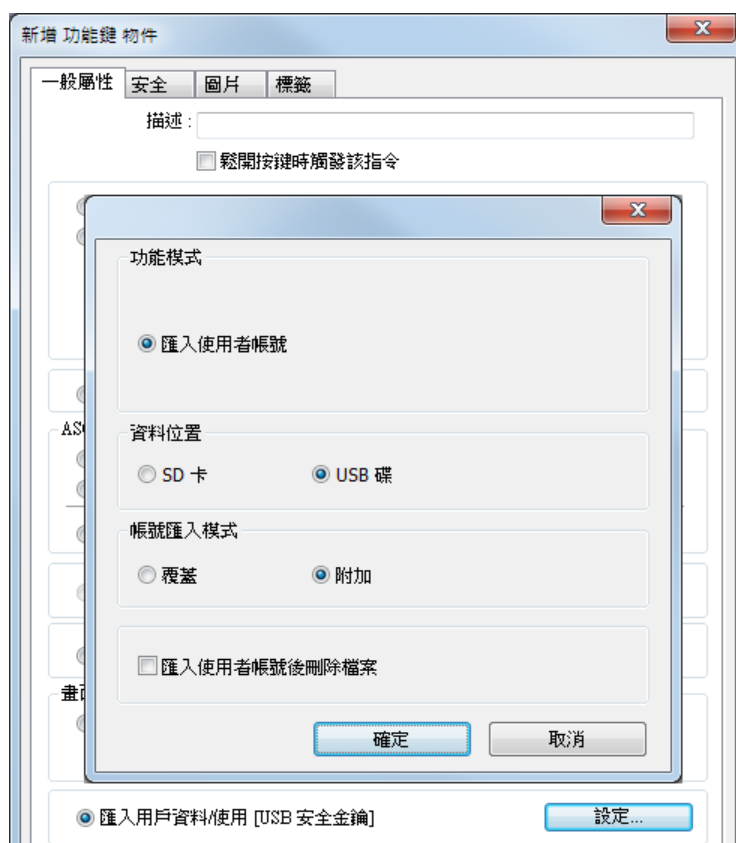 新增 功能鍵 物件
一般屬性 安全 圖片 標籤
描述 :
鬆開按鍵時觸發該指令
功能模式
匯入使用者帳號
資料位置
SD 卡 USB 碟
帳號匯入模式
覆蓋 附加
匯入使用者帳號後刪除檔案
確定 取消
匯入用戶資料/使用 [USB 安全金鑰]
設定...